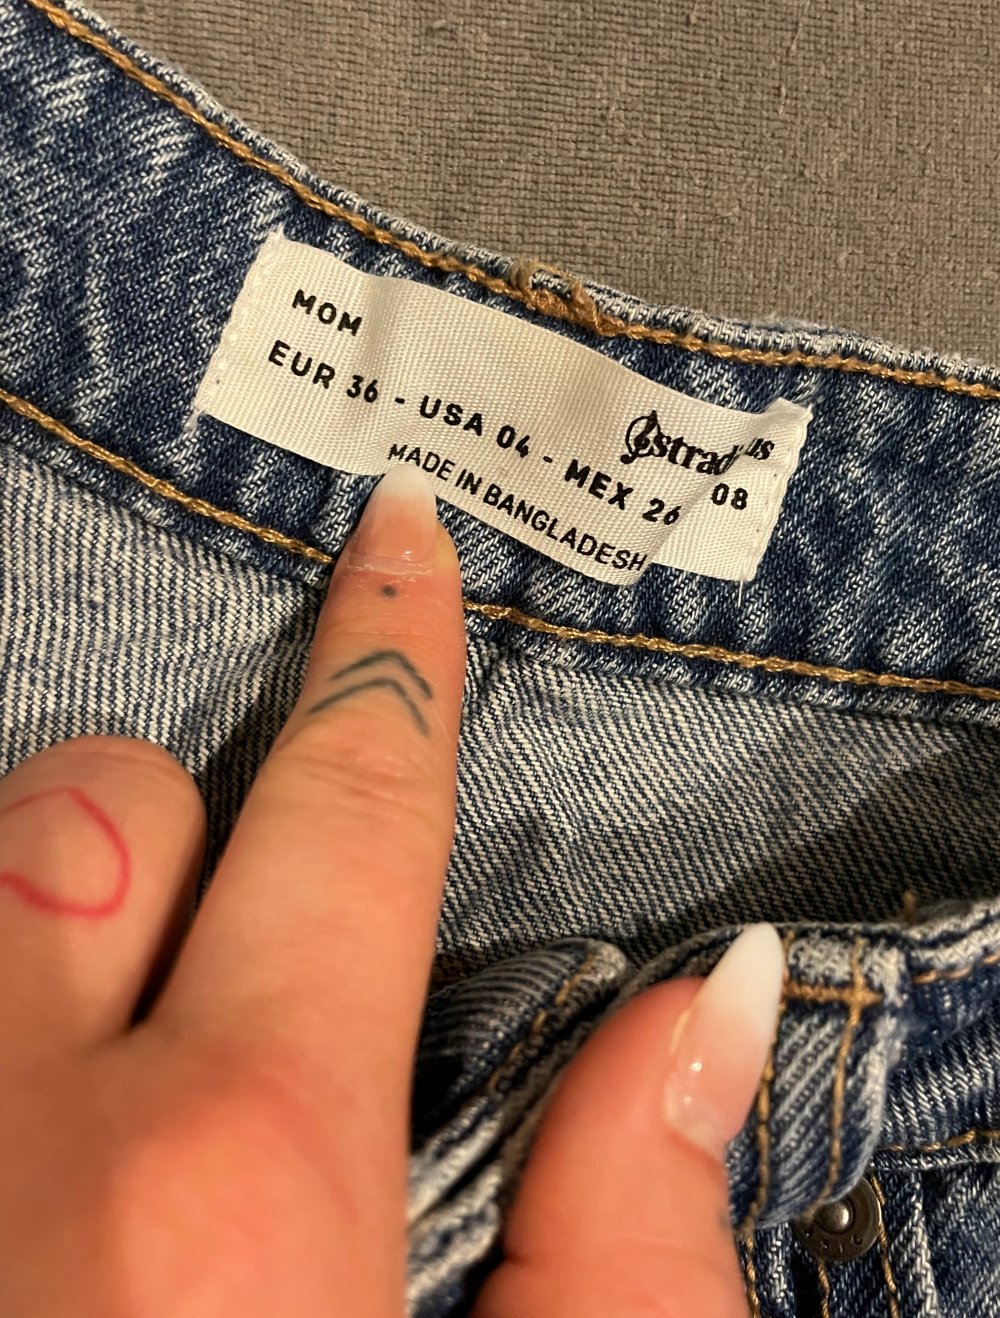 MOM
EUR 36 - USA 04 - MEX 26
08
MADE IN BANGLADESH